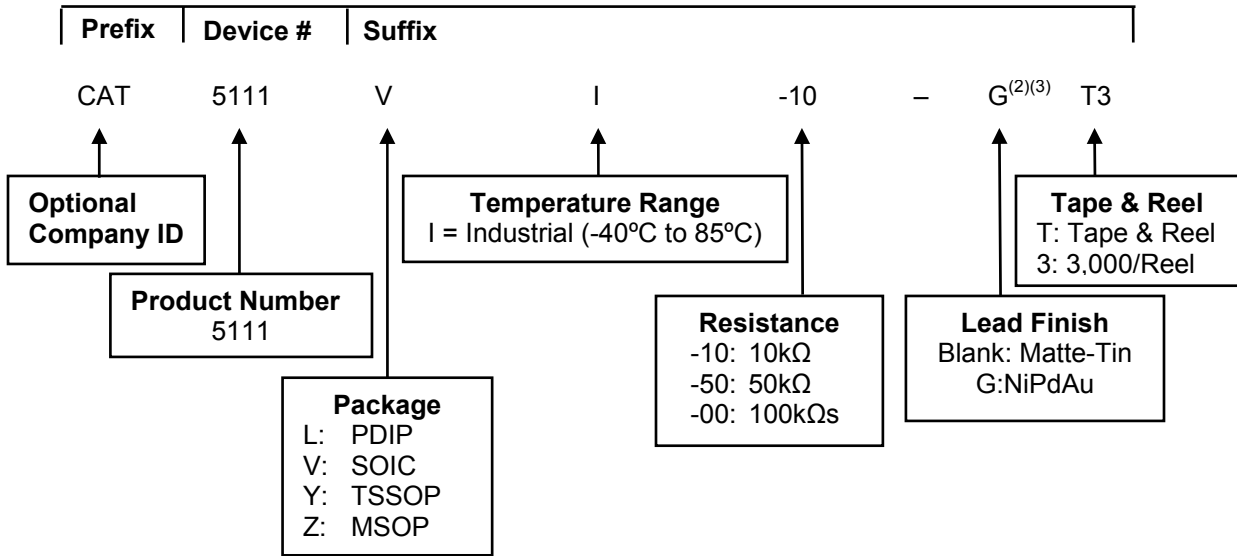 Prefix Device # Suffix
CAT 5111 V I -10 – G(2)(3) T3
Optional
Company ID
Product Number
5111
Package
L: PDIP
V: SOIC
Y: TSSOP
Z: MSOP
Temperature Range
I = Industrial (-40ºC to 85ºC)
Resistance
-10: 10kΩ
-50: 50kΩ
-00: 100kΩs
Lead Finish
Blank: Matte-Tin
G:NiPdAu
Tape & Reel
T: Tape & Reel
3: 3,000/Reel